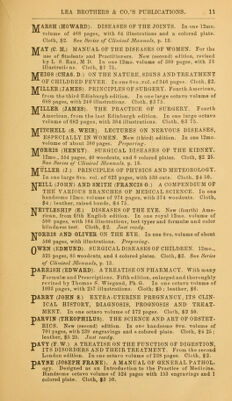 LEA BROTHERS & CO.'S PUBLICATIONS. 11
MARSH (HOWARD). DISEASES OF THE JOINTS. In one 12mo.
volume of 468 pages, with 64 illustrations and a colored plate.
Cloth, $2. See Series of Clinical Manuals, p. 13.
MAY (C. H.) MANUAL OF THE DISEASES OF WOMEN. For the
use of Students and Practitioners. New (second) edition, revised
by L. S. Rau, M.D. In one 12mo. volume of 360 pages, with 31
illustrations. Cloth, $1.75.
MEIGS (CHAS. D.) ON THE NATURE, SIGNS AND TREATMENT
OF CHILDBED FEVER. In one 8vo. vol. of 346 pages. Cloth, $2.
MILLER (JAMES) PRINCIPLES OF SURGERY. Fourth American,
from the third Edinburgh edition. In one large octavo volume of
688 pages, with 240 illustrations. Cloth, $3.75.
MILLER (JAMES). THE PRACTICE OF SURGERY. Fourth
American, from the last Edinburgh edition. In one large octavo
volume of 682 pages, with 364 illustrations. Cloth, $3.75.
MITCHELL (S. WEIR). LECTURES ON NERVOUS DISEASES,
ESPECIALLY IN WOMEN. New (third) edition. In one 12mo.
volume of about 300 pages. Preparing.
MORRIS (HENRY). SURGICAL DISEASES OF THE KIDNEY.
12mo., 554 pages, 40 woodcuts, and 6 colored plates. Cloth, $2.25.
See Series of Clinical Manuals, p. 13.
MULLER (J.) PRINCIPLES OF PHYSICS AND METEOROLOGY.
In one large 8vo. vol. of 623 pages, with 538 cuts. Cloth, $4.50.
NEILL (JOHN) AND SMITH (FRANCIS G.) A COMPENDIUM OF
THE VARIOUS BRANCHES OF MEDICAL SCIENCE. In one
handsome 12mo. volume of 974 pages, with 374 woodcuts. Cloth,
$4; leather, raised bands, $4.75.
NETTLESHIP (E.) DISEASES OF THE EYE. New (fourth) American,
from fifth English edition. In one royal 12mo. volume of
500 pages, with 164 illustrations, test types and formulæ and color
blindness test. Cloth, $2. Just ready.
NORRIS AND OLIVER ON THE EYE. In one 8vo. volume of about
500 pages, with illustrations. Preparing.
OWEN (EDMUND). SURGICAL DISEASES OF CHILDREN. 12mo.,
525 pages, 85 woodcuts, and 4 colored plates. Cloth, $2. See Series
of Clinical Manuals, p. 13.
PARRISH (EDWARD). A TREATISE ON PHARMACY. With many
Formulæ and Prescriptions. Fifth edition, enlarged and thoroughly
revised by Thomas S. Wiegand, Ph.G. In one octavo volume of
1093 pages, with 257 illustrations. Cloth, $5; leather, $6.
PARRY (JOHN S.) EXTRA-UTERINE PREGNANCY, ITS CLINICAL
HISTORY, DIAGNOSIS, PROGNOSIS AND TREATMENT.
In one octavo volume of 272 pages. Cloth, $2.50.
PARVIN (THEOPHILUS). THE SCIENCE AND ART OF OBSTETRICS.
New (second) edition. In one handsome 8vo. volume of
701 pages, with 239 engravings and a colored plate. Cloth, $4.25;
leather, $5.25. Just ready.
PAVY (F. W.) A TREATISE ON THE FUNCTION OF DIGESTION,
ITS DISORDERS AND THEIR TREATMENT. From the second
London edition. In one octavo volume of 238 pages. Cloth, $2.
PAYNE (JOSEPH FRANK). A MANUAL OF GENERAL PATHOLOGY.
Designed as an Introduction to the Practice of Medicine.
Handsome octavo volume of 524 pages with 153 engravings and 1
colored plate. Cloth, $3.50.